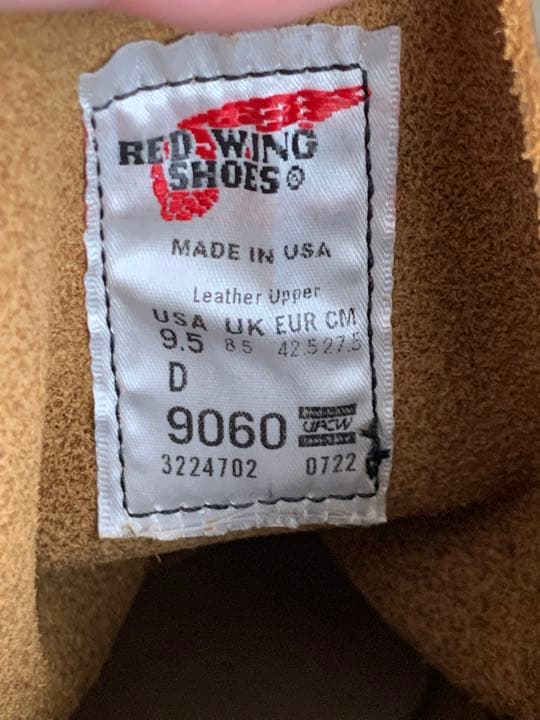 RED WING
SHOES®
MADE IN USA
Leather Upper
USA UK EUR CM
9.5 8.5 42.5 27.5
D
9060 UFCW
3224702 0722